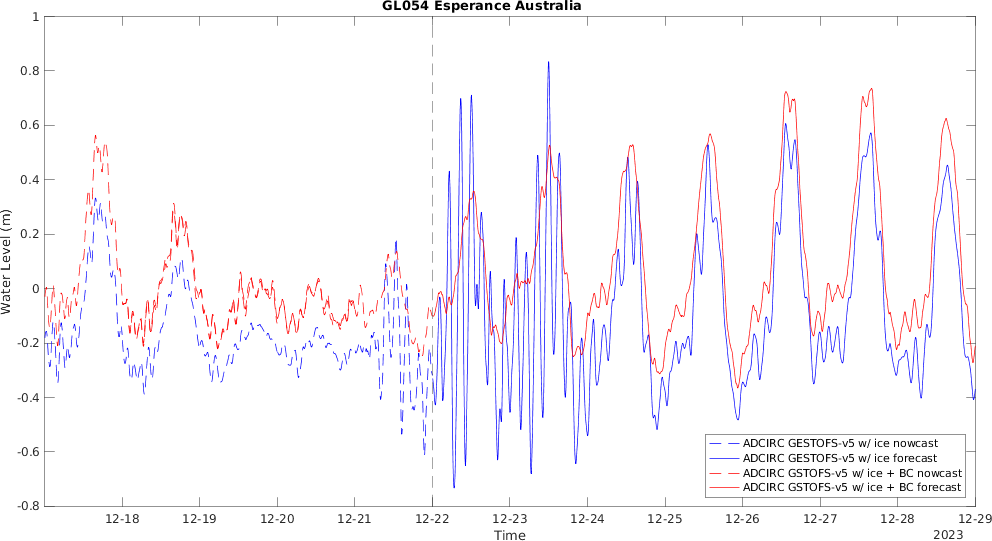 GL054 Esperance Australia
1
0.8
0.6
0.4
0.2
0
-0.2
-0.4
-0.6
-0.8
Water Level (m)
12-18 12-19 12-20 12-21 12-22 12-23 12-24 12-25 12-26 12-27 12-28 12-29
Time
2023
ADCIRC GESTOFS-v5 w/ ice nowcast
ADCIRC GESTOFS-v5 w/ ice forecast
ADCIRC GSTOFS-v5 w/ ice + BC nowcast
ADCIRC GSTOFS-v5 w/ ice + BC forecast